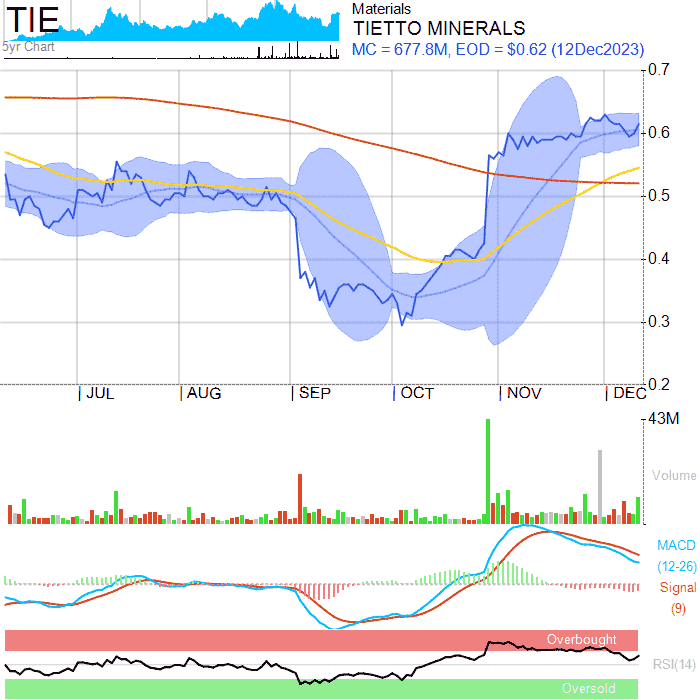 TIE
5yr Chart
Materials
TIETTO MINERALS
MC = 677.8M, EOD = $0.62 (12Dec2023)
0.7
0.6
0.5
0.4
0.3
0.2
JUL
AUG
SEP
OCT
NOV
DEC
43M
Volume
MACD
(12-26)
Signal
(9)
Overbought
RSI(14)
Oversold